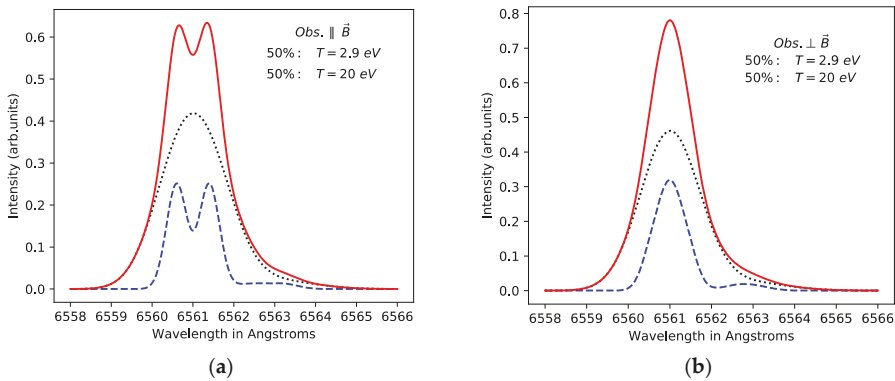 Obs. ∥ B⃗
50%: T = 2.9 eV
50%: T = 20 eV
Intensity (arb.units)
0.6
0.5
0.4
0.3
0.2
0.1
0.0
6558 6559 6560 6561 6562 6563 6564 6565 6566
Wavelength in Angstroms
(a)
Obs. ⊥ B⃗
50%: T = 2.9 eV
50%: T = 20 eV
Intensity (arb.units)
0.8
0.7
0.6
0.5
0.4
0.3
0.2
0.1
0.0
6558 6559 6560 6561 6562 6563 6564 6565 6566
Wavelength in Angstroms
(b)